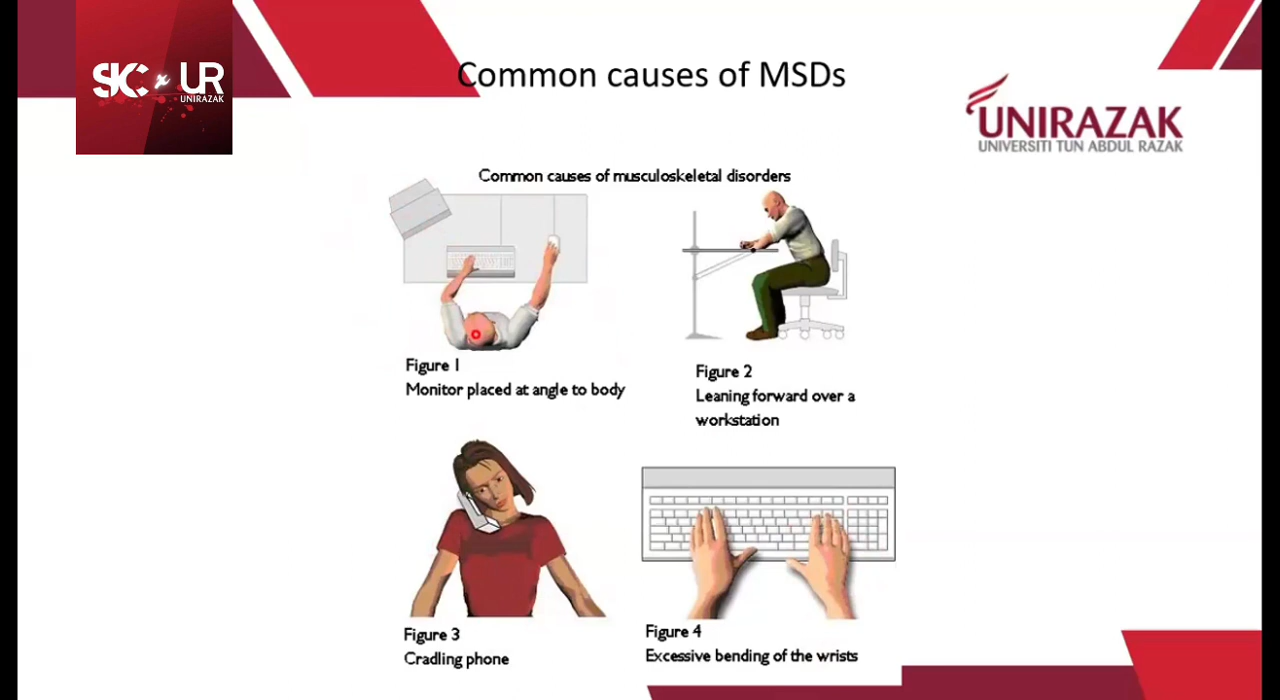 Common causes of MSDs
SIC x UR
UNIRAZAK
UNIRAZAK
UNIVERSITI TUN ABDUL RAZAK
Common causes of musculoskeletal disorders
Figure 1
Monitor placed at angle to body
Figure 2
Leaning forward over a
workstation
Figure 3
Cradling phone
Figure 4
Excessive bending of the wrists